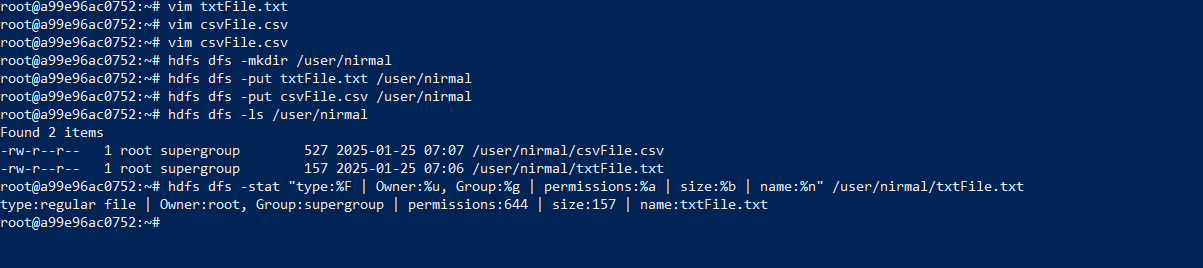 root@a99e96ac0752:~# vim txtFile.txt
root@a99e96ac0752:~# vim csvFile.csv
root@a99e96ac0752:~# vim csvFile.csv
root@a99e96ac0752:~# hdfs dfs -mkdir /user/nirmal
root@a99e96ac0752:~# hdfs dfs -put txtFile.txt /user/nirmal
root@a99e96ac0752:~# hdfs dfs -put csvFile.csv /user/nirmal
root@a99e96ac0752:~# hdfs dfs -ls /user/nirmal
Found 2 items
-rw-r--r--   1 root supergroup        527 2025-01-25 07:07 /user/nirmal/csvFile.csv
-rw-r--r--   1 root supergroup        157 2025-01-25 07:06 /user/nirmal/txtFile.txt
root@a99e96ac0752:~# hdfs dfs -stat "type:%F | Owner:%u, Group:%g | permissions:%a | size:%b | name:%n" /user/nirmal/txtFile.txt
type:regular file | Owner:root, Group:supergroup | permissions:644 | size:157 | name:txtFile.txt
root@a99e96ac0752:~#